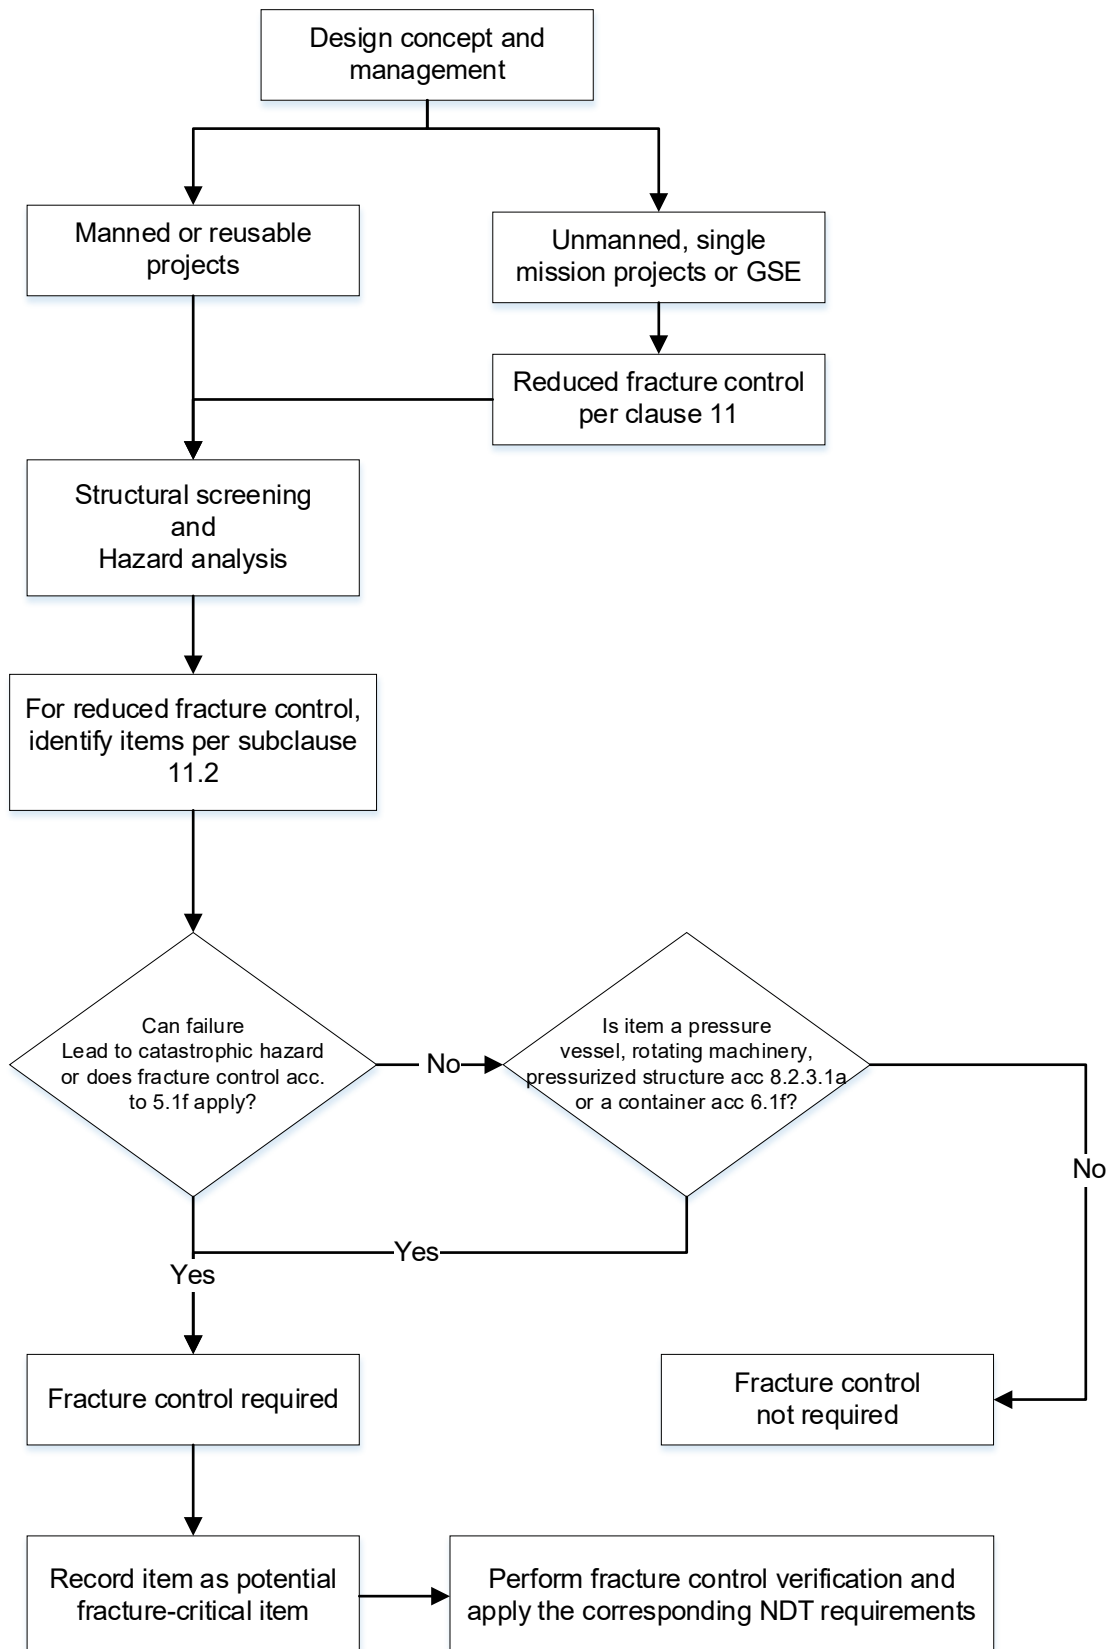 Design concept and
management
Manned or reusable
projects
Unmanned, single
mission projects or GSE
Reduced fracture control
per clause 11
Structural screening
and
Hazard analysis
For reduced fracture control,
identify items per subclause
11.2
Can failure
Lead to catastrophic hazard
or does fracture control acc.
to 5.1f apply?
No
Is item a pressure
vessel, rotating machinery,
pressurized structure acc 8.2.3.1a
or a container acc 6.1f?
No
Yes
Yes
Fracture control required
Fracture control
not required
Record item as potential
fracture-critical item
Perform fracture control verification and
apply the corresponding NDT requirements